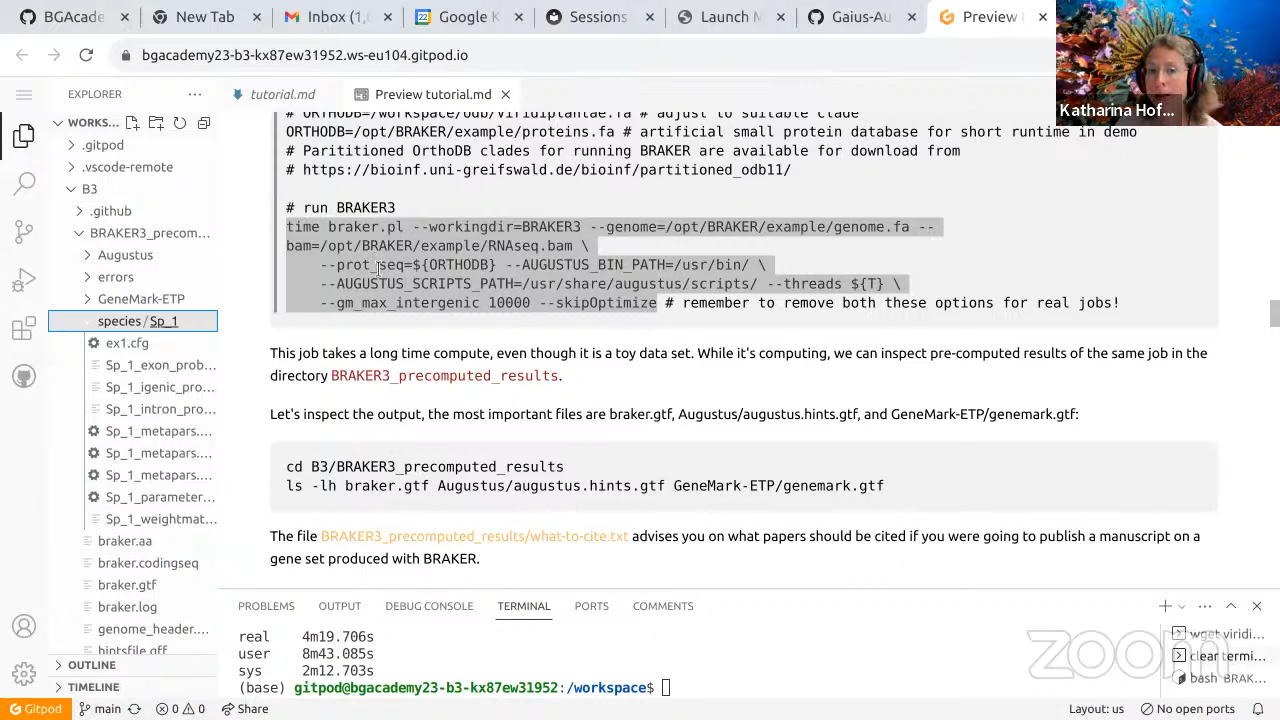 BGAcade
New Tab
Inbox (1,
Google K
Sessions
Launch M
Gaius-Au
Preview
bgacademy23-b3-kx87ew31952.ws-eu104.gitpod.io
Katharina Hof...
EXPLORER
tutorial.md
Preview tutorial.md
WORKS...
.gitpod
.vscode-remote
B3
.github
BRAKER3_precom...
Augustus
errors
GeneMark-ETP
species / Sp_1
ex1.cfg
Sp_1_exon_prob...
Sp_1_igenic_pro...
Sp_1_intron_pro...
Sp_1_metapars....
Sp_1_metapars....
Sp_1_metapars....
Sp_1_parameter...
Sp_1_weightmat...
braker.aa
braker.codingseq
braker.gtf
braker.log
genome_header....
hintsfile.gff
OUTLINE
TIMELINE
# ORTHODB=/workspace/odb/Viridiplantae.fa # adjust to suitable clade
ORTHODB=/opt/BRAKER/example/proteins.fa # artificial small protein database for short runtime in demo
# Parititioned OrthoDB clades for running BRAKER are available for download from
# https://bioinf.uni-greifswald.de/bioinf/partitioned_odb11/
# run BRAKER3
time braker.pl --workingdir=BRAKER3 --genome=/opt/BRAKER/example/genome.fa --
bam=/opt/BRAKER/example/RNAseq.bam \
--prot_seq=${ORTHODB} --AUGUSTUS_BIN_PATH=/usr/bin/ \
--AUGUSTUS_SCRIPTS_PATH=/usr/share/augustus/scripts/ --threads ${T} \
--gm_max_intergenic 10000 --skipOptimize # remember to remove both these options for real jobs!
This job takes a long time compute, even though it is a toy data set. While it's computing, we can inspect pre-computed results of the same job in the
directory BRAKER3_precomputed_results.
Let's inspect the output, the most important files are braker.gtf, Augustus/augustus.hints.gtf, and GeneMark-ETP/genemark.gtf:
cd B3/BRAKER3_precomputed_results
ls -lh braker.gtf Augustus/augustus.hints.gtf GeneMark-ETP/genemark.gtf
The file BRAKER3_precomputed_results/what-to-cite.txt advises you on what papers should be cited if you were going to publish a manuscript on a
gene set produced with BRAKER.
PROBLEMS
OUTPUT
DEBUG CONSOLE
TERMINAL
PORTS
COMMENTS
real 4m19.706s
user 8m43.085s
sys 2m12.703s
(base) gitpod@bgacademy23-b3-kx87ew31952:/workspace$
wget viridi...
clear termi...
bash BRAK...
zoom
Gitpod
main
0
0
Share
Layout: us
No open ports